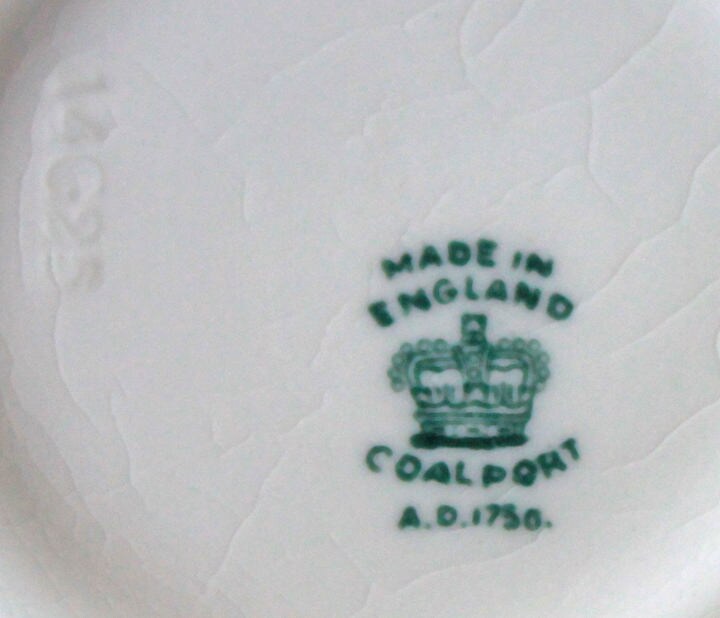 MADE IN
ENGLAND
COALPORT
A.D.1750.